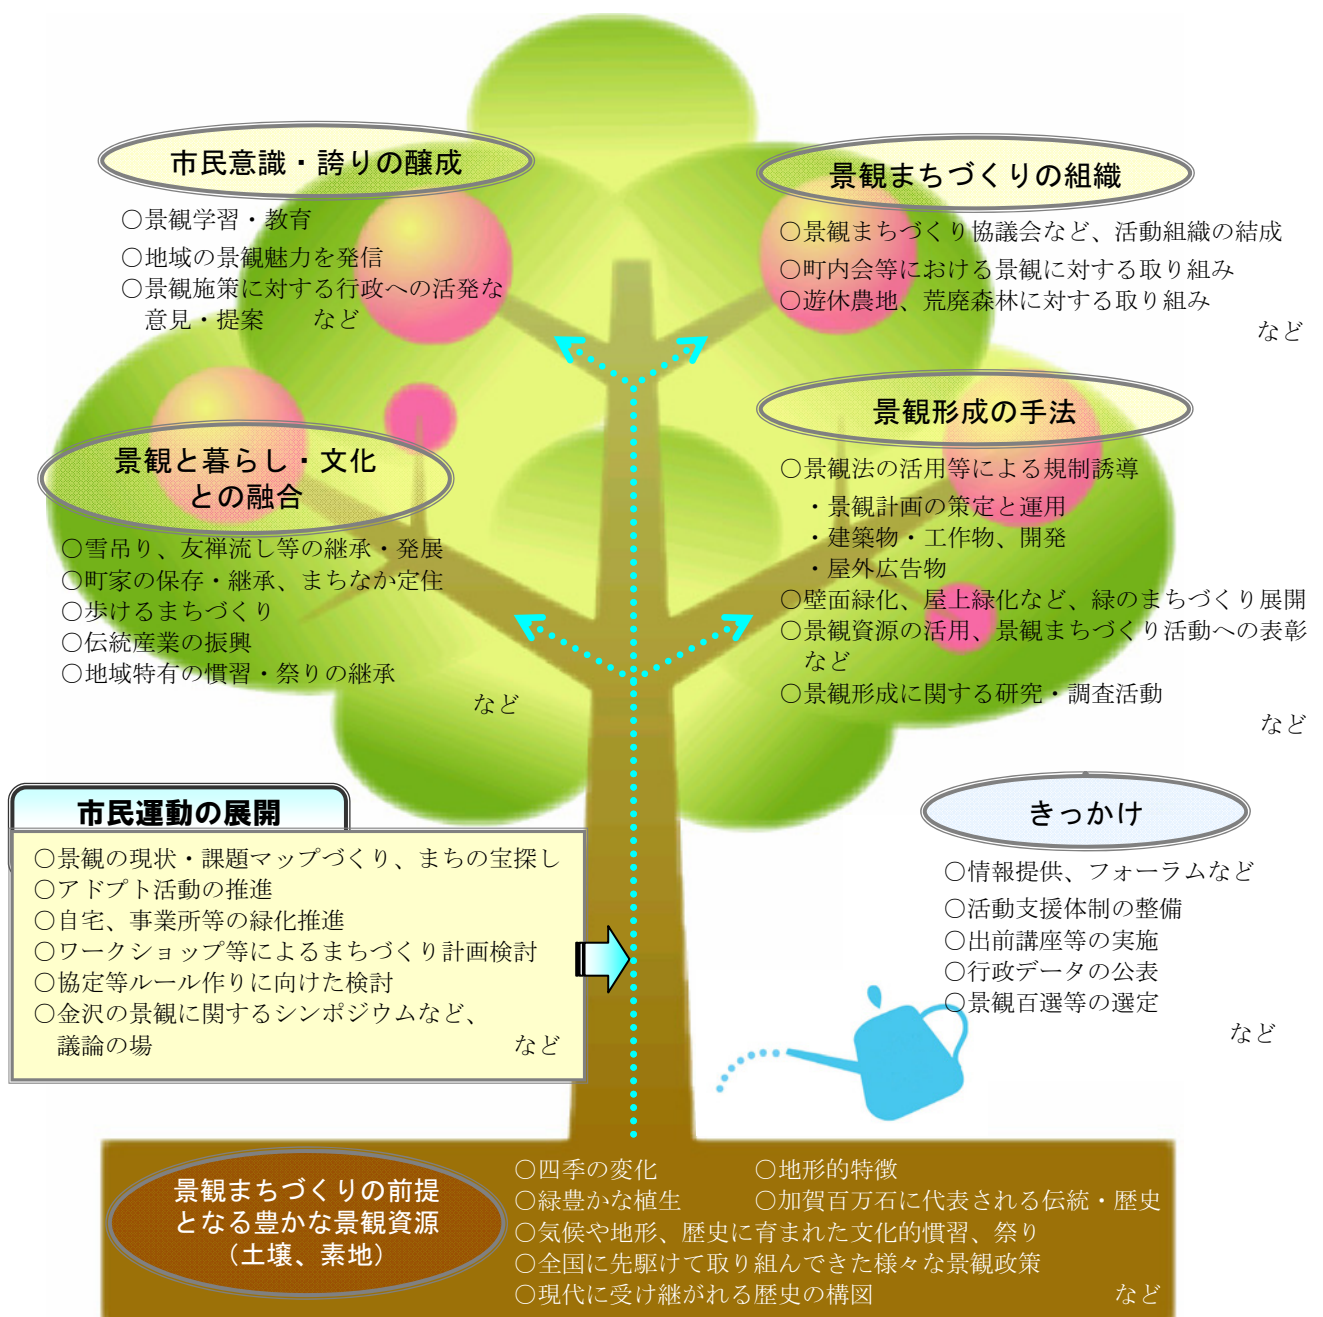 市民意識・誇りの醸成
○景観学習・教育
○地域の景観魅力を発信
○景観施策に対する行政への活発な
意見・提案　　など
景観まちづくりの組織
○景観まちづくり協議会など、活動組織の結成
○町内会等における景観に対する取り組み
○遊休農地、荒廃森林に対する取り組み
など
景観と暮らし・文化
との融合
○雪吊り、友禅流し等の継承・発展
○町家の保存・継承、まちなか定住
○歩けるまちづくり
○伝統産業の振興
○地域特有の慣習・祭りの継承
など
景観形成の手法
○景観法の活用等による規制誘導
・景観計画の策定と運用
・建築物・工作物、開発
・屋外広告物
○壁面緑化、屋上緑化など、緑のまちづくり展開
○景観資源の活用、景観まちづくり活動への表彰
など
○景観形成に関する研究・調査活動
など
市民運動の展開
○景観の現状・課題マップづくり、まちの宝探し
○アドプト活動の推進
○自宅、事業所等の緑化推進
○ワークショップ等によるまちづくり計画検討
○協定等ルール作りに向けた検討
○金沢の景観に関するシンポジウムなど、
議論の場　　など
きっかけ
○情報提供、フォーラムなど
○活動支援体制の整備
○出前講座等の実施
○行政データの公表
○景観百選等の選定
など
景観まちづくりの前提
となる豊かな景観資源
（土壌、素地）
○四季の変化　　○地形的特徴
○緑豊かな植生　　○加賀百万石に代表される伝統・歴史
○気候や地形、歴史に育まれた文化的慣習、祭り
○全国に先駆けて取り組んできた様々な景観政策
○現代に受け継がれる歴史の構図　　など